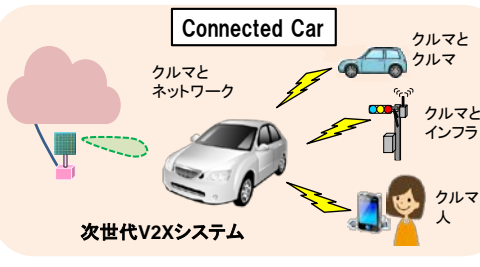 Connected Car
クルマと
ネットワーク
クルマと
クルマ
クルマと
インフラ
クルマ
人
次世代V2Xシステム